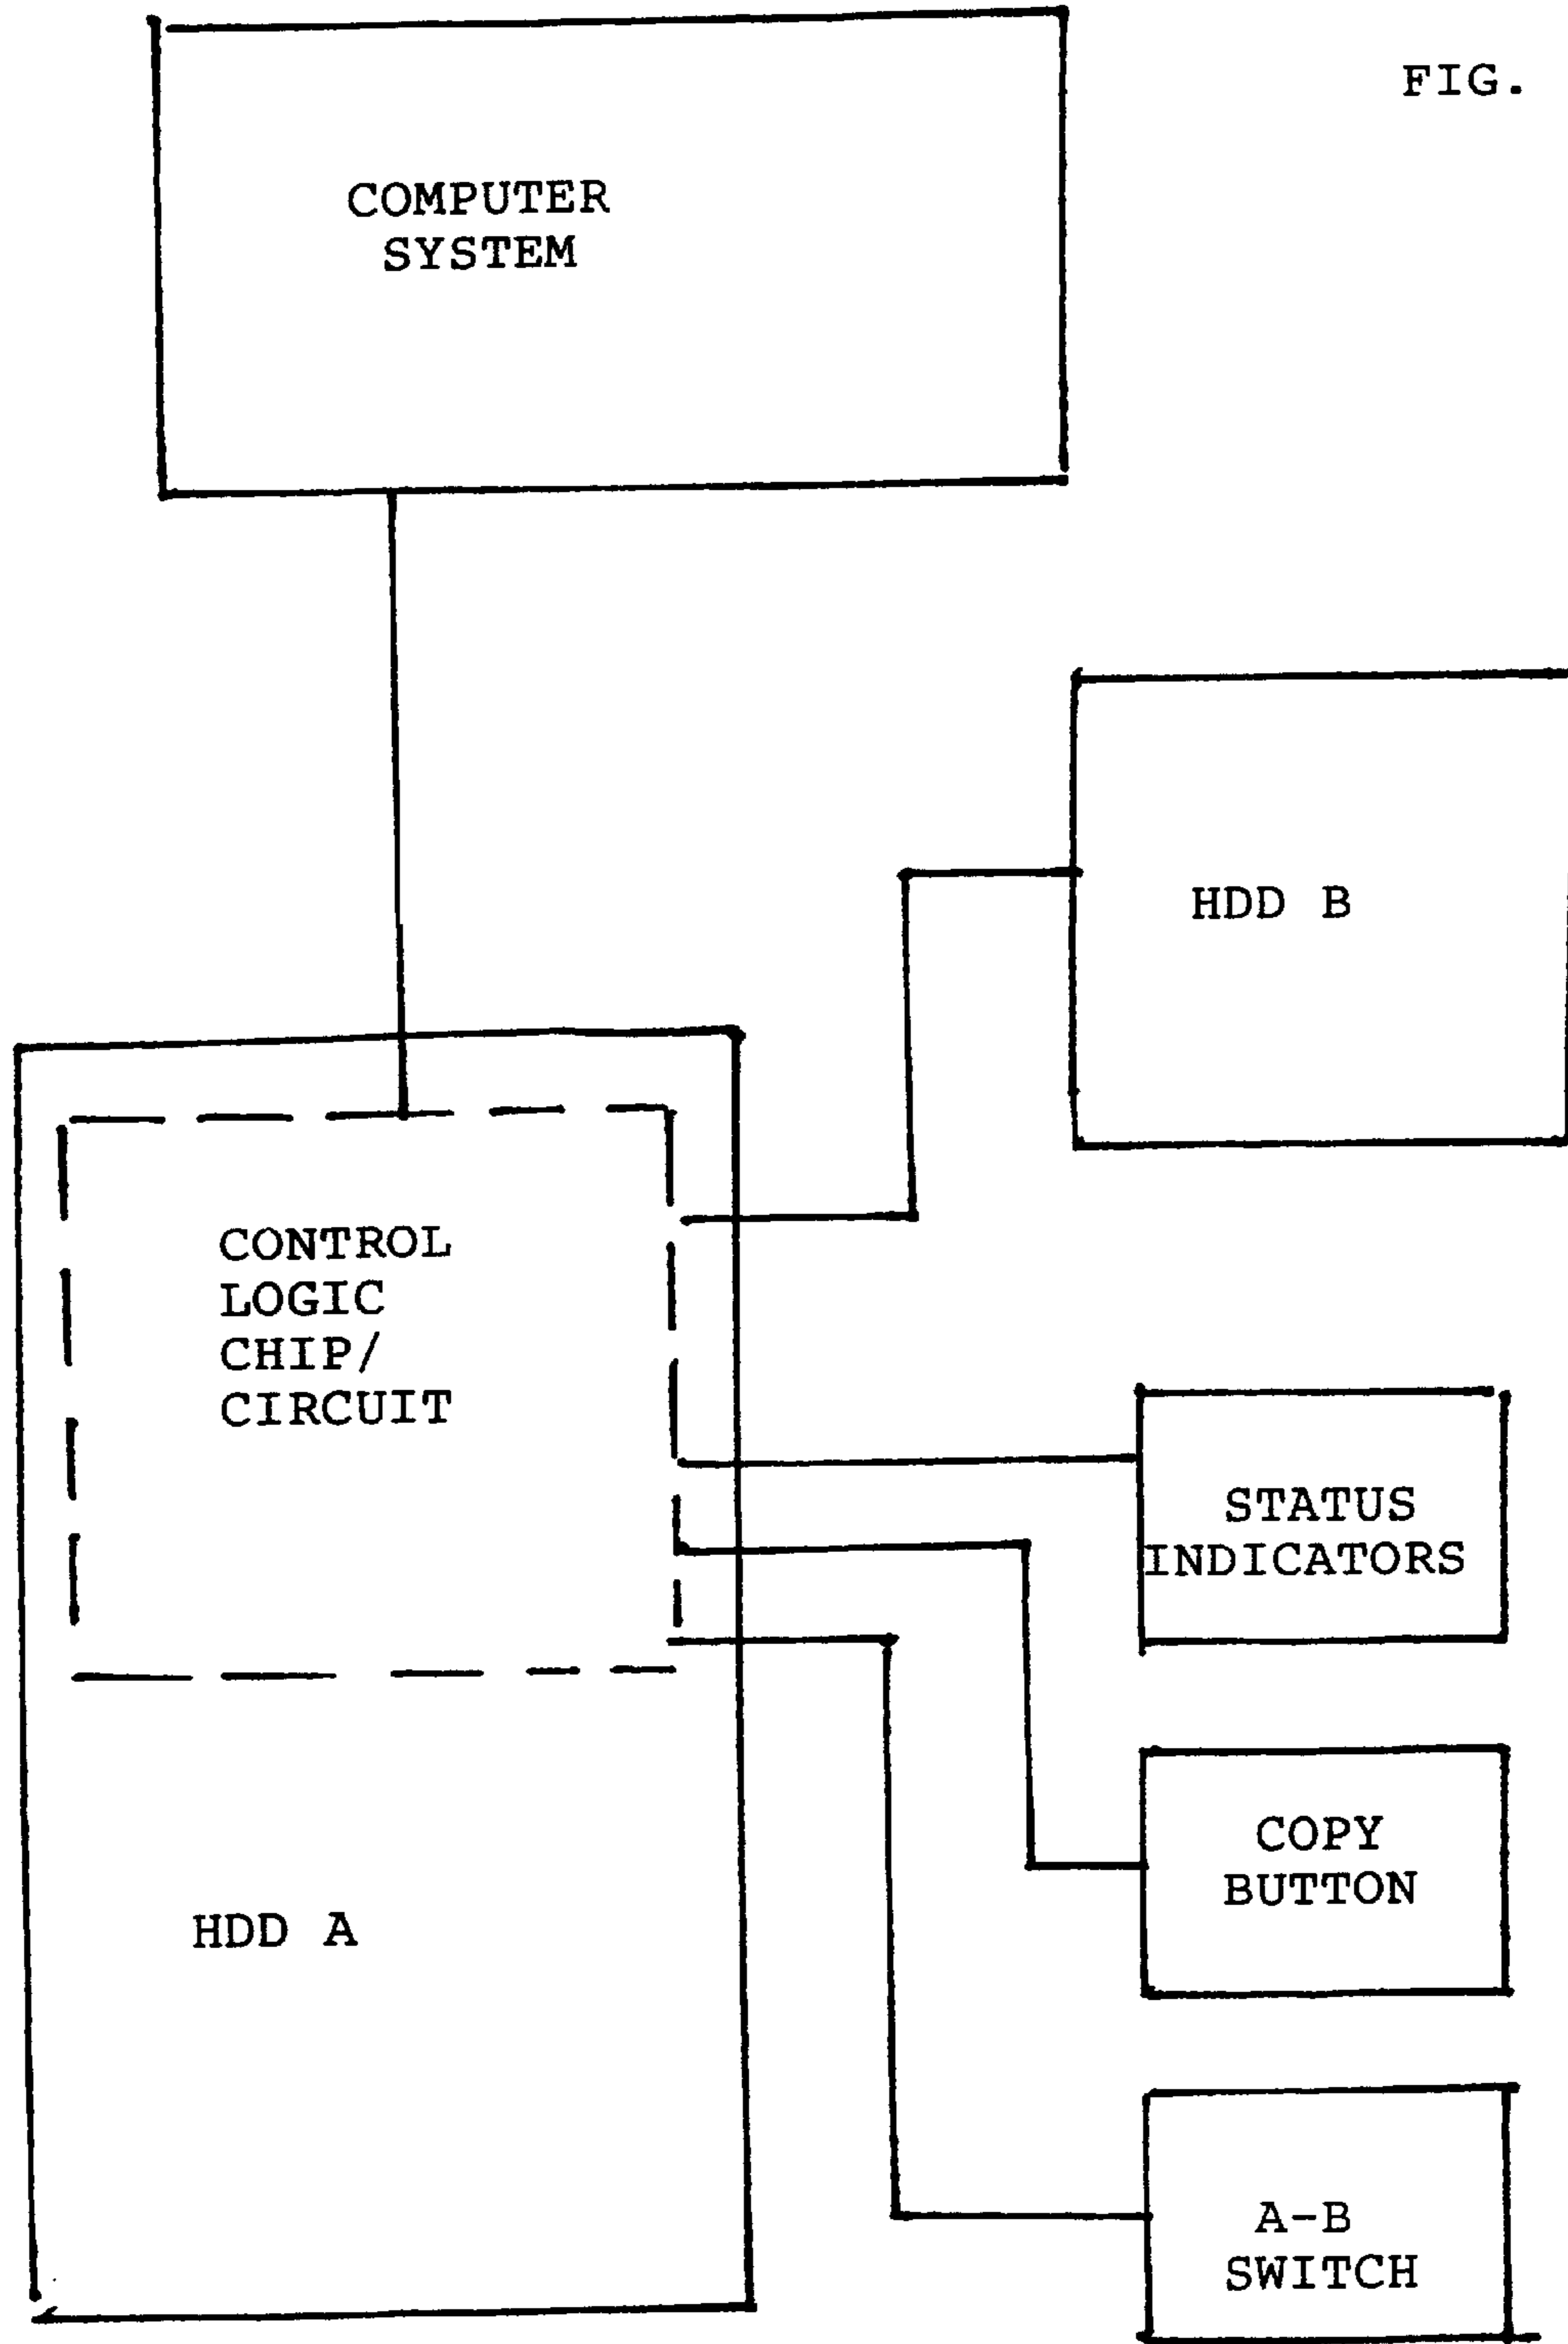 FIG.
COMPUTER
SYSTEM
HDD B
CONTROL
LOGIC
CHIP/
CIRCUIT
STATUS
INDICATORS
COPY
BUTTON
HDD A
A-B
SWITCH